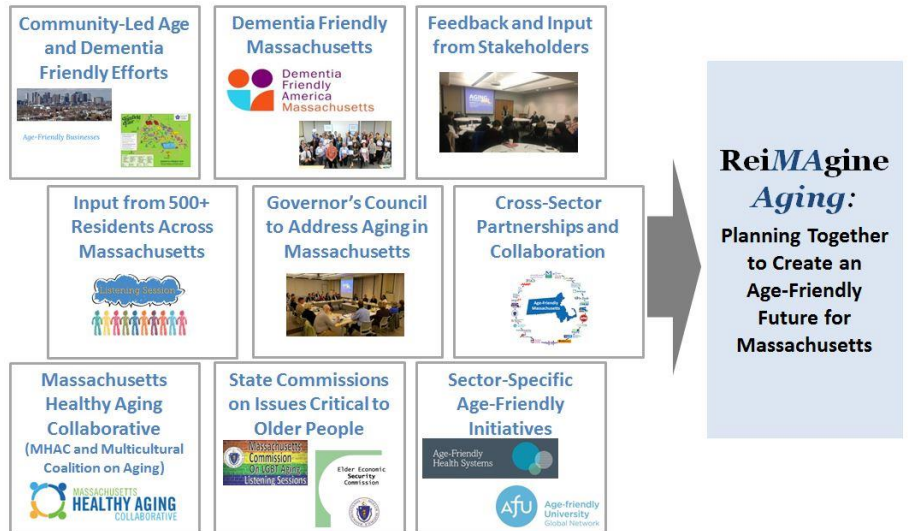 Community-Led Age
and Dementia
Friendly Efforts
Age-Friendly Businesses
Dementia Friendly
Massachusetts
Dementia
Friendly
America
Massachusetts
Feedback and Input
from Stakeholders
AGING
Input from 500+
Residents Across
Massachusetts
Listening Session
Governor's Council
to Address Aging in
Massachusetts
Cross-Sector
Partnerships and
Collaboration
Age-Friendly
Massachusetts
Massachusetts
Healthy Aging
Collaborative
(MHAC and Multicultural
Coalition on Aging)
MASSACHUSETTS
HEALTHY AGING
COLLABORATIVE
State Commissions
on Issues Critical to
Older People
Massachusetts
Commission
On LGBT Aging
Listening Sessions
Elder Economic
Security
Commission
Sector-Specific
Age-Friendly
Initiatives
Age-Friendly
Health Systems
AfU
Age-friendly
University
Global Network
ReiMAgine
Aging:
Planning Together
to Create an
Age-Friendly
Future for
Massachusetts